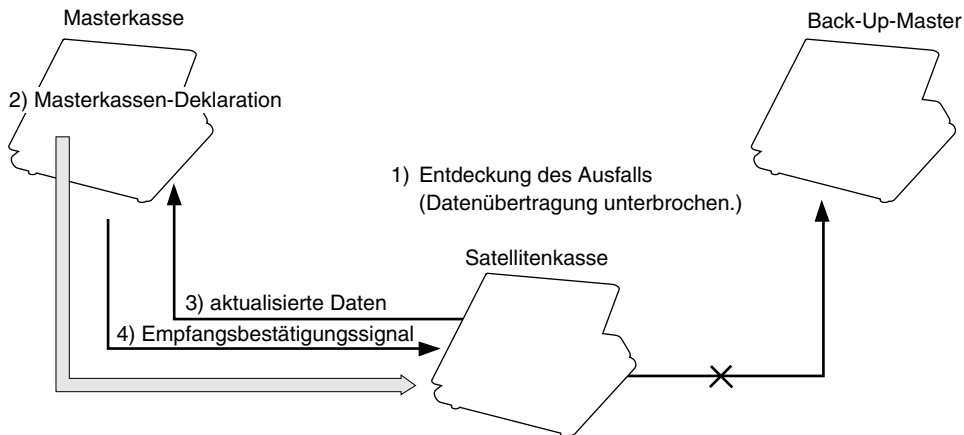 Masterkasse
Back-Up-Master
2) Masterkassen-Deklaration
1) Entdeckung des Ausfalls
(Datenübertragung unterbrochen.)
Satellitenkasse
3) aktualisierte Daten
4) Empfangsbestätigungssignal